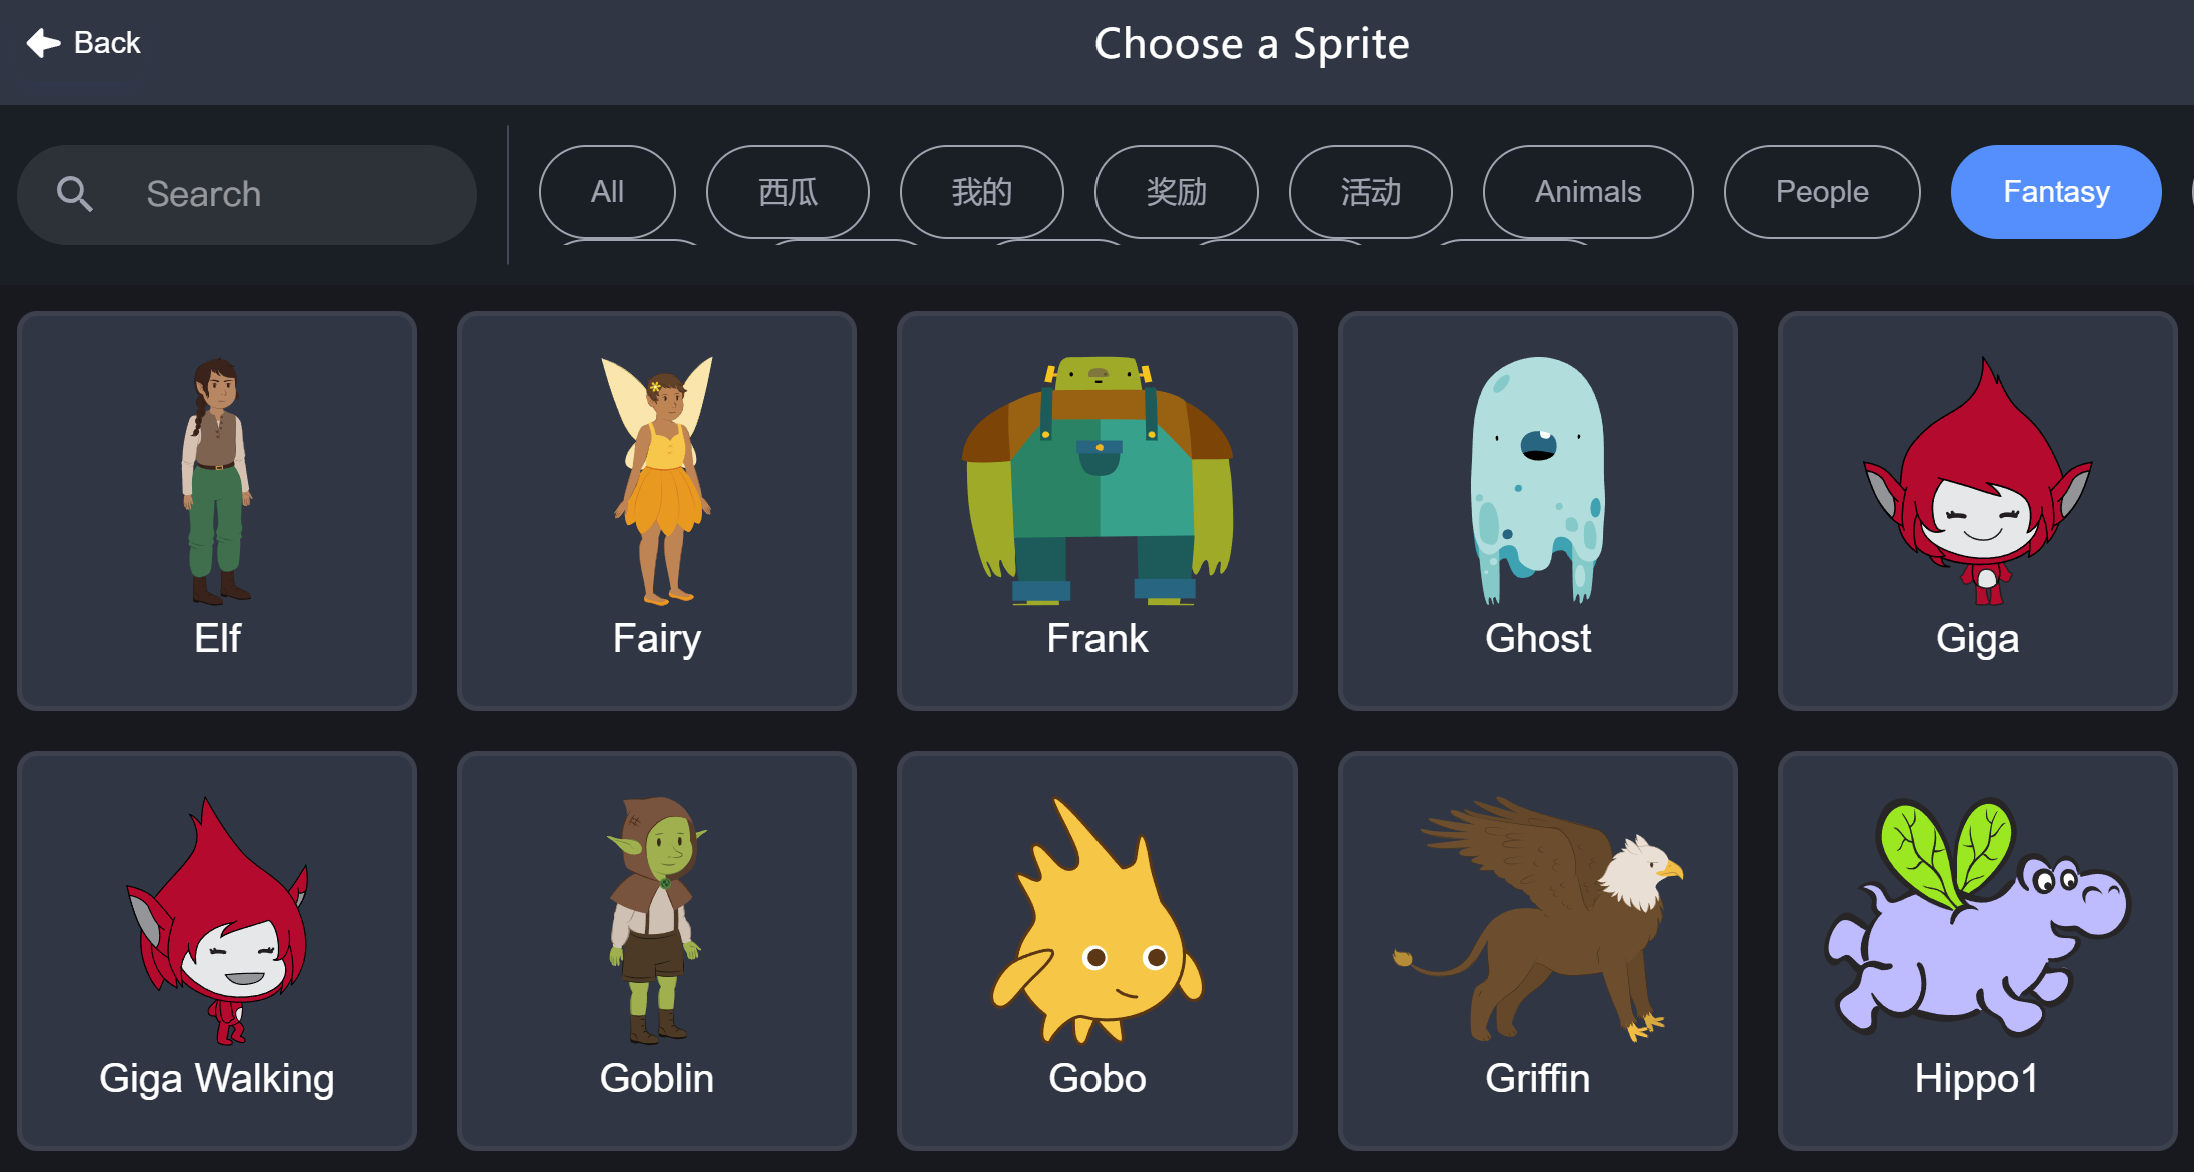 Back
Choose a Sprite
Search
All
西瓜
我的
奖励
活动
Animals
People
Fantasy
Elf
Fairy
Frank
Ghost
Giga
Giga Walking
Goblin
Gobo
Griffin
Hippo1